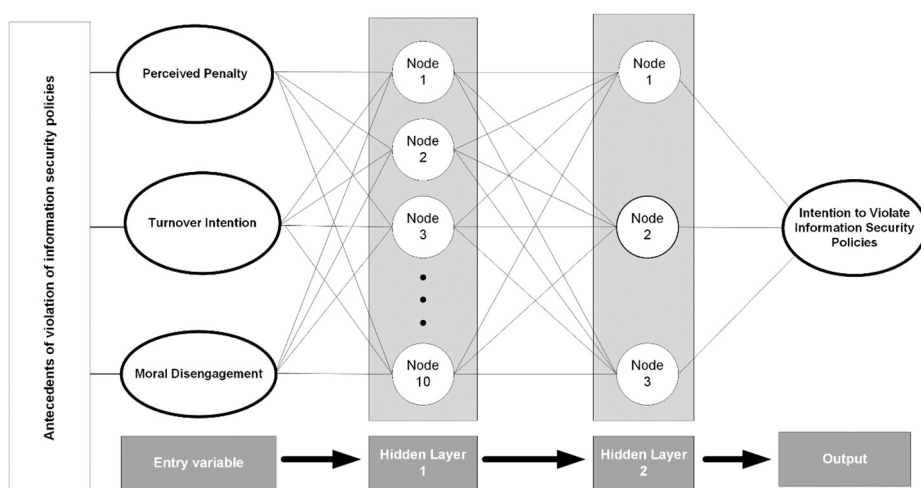 Antecedents of violation of information security policies
Perceived Penalty
Turnover Intention
Moral Disengagement
Node
1
Node
2
Node
3
Node
10
Node
1
Node
2
Node
3
Intention to Violate
Information Security
Policies
Entry variable
Hidden Layer
1
Hidden Layer
2
Output